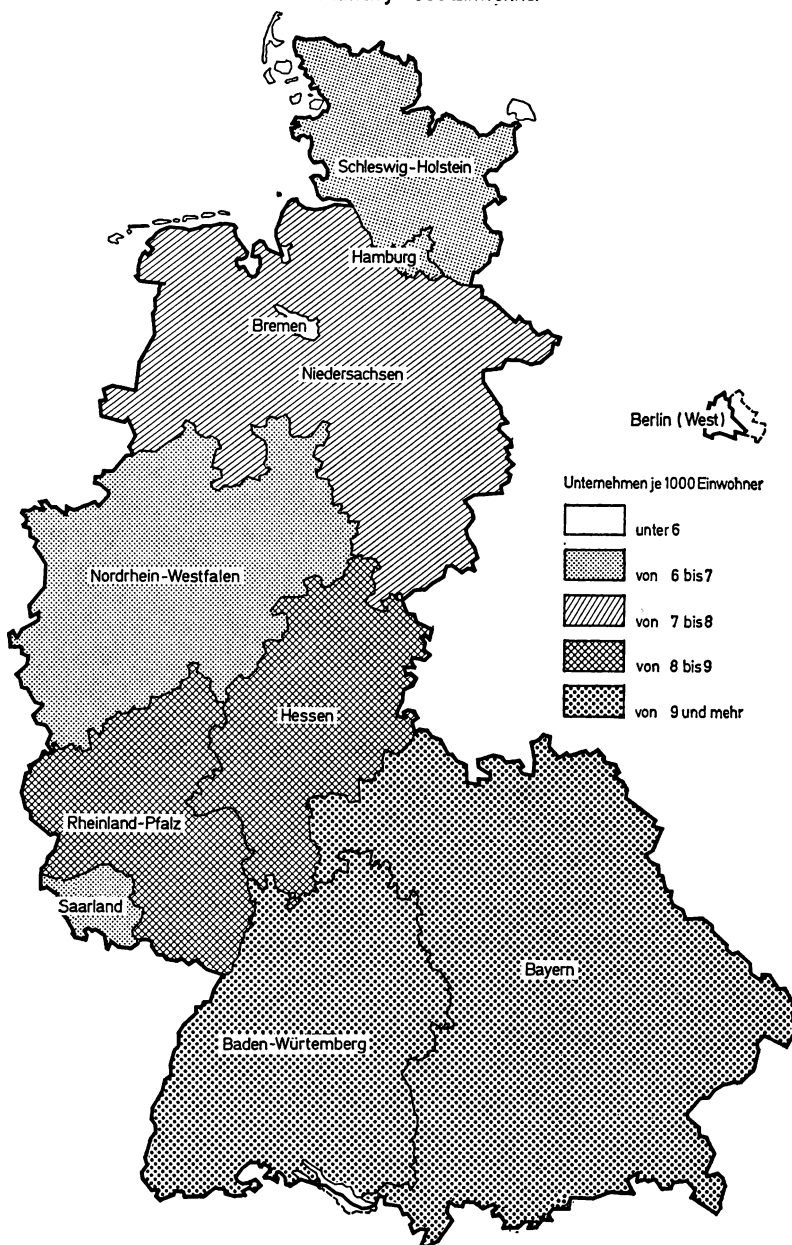 Schleswig-Holstein
Hamburg
Bremen
Niedersachsen
Berlin (West)
Unternehmen je 1000 Einwohner
unter 6
von 6 bis 7
von 7 bis 8
von 8 bis 9
von 9 und mehr
Nordrhein-Westfalen
Hessen
Rheinland-Pfalz
Saarland
Bayern
Baden-Würtemberg